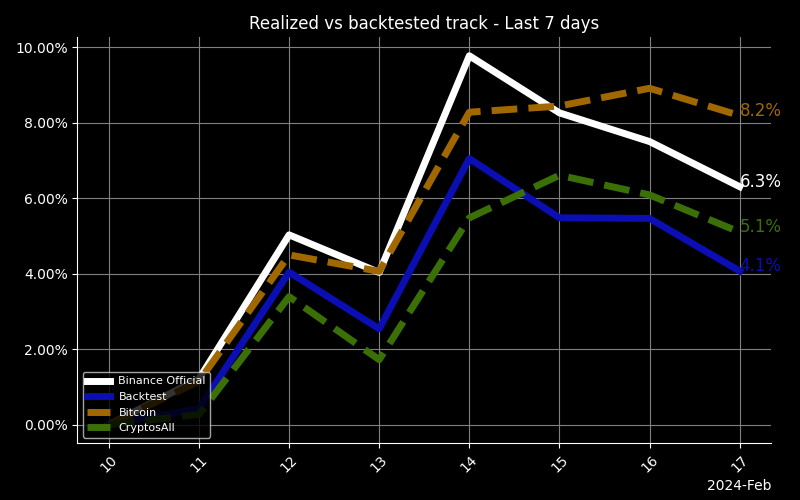 Realized vs backtested track - Last 7 days
10.00%
8.00%
6.00%
4.00%
2.00%
0.00%
8.2%
6.3%
5.1%
4.1%
Binance Official
Backtest
Bitcoin
CryptosAll
10 11 12 13 14 15 16 17
2024-Feb